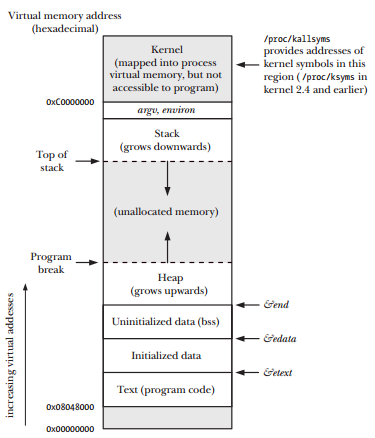 Virtual memory address
(hexadecimal)
Kernel
(mapped into process
virtual memory, but not
accessible to program)
/proc/kallsyms
provides addresses of
kernel symbols in this
region (/proc/ksyms in
kernel 2.4 and earlier)
0xC0000000
argv, environ
Stack
(grows downwards)
Top of
stack
(unallocated memory)
Program
break
Heap
(grows upwards)
&end
Uninitialized data (bss)
&edata
Initialized data
&etext
Text (program code)
0x08048000
0x00000000
increasing virtual addesses